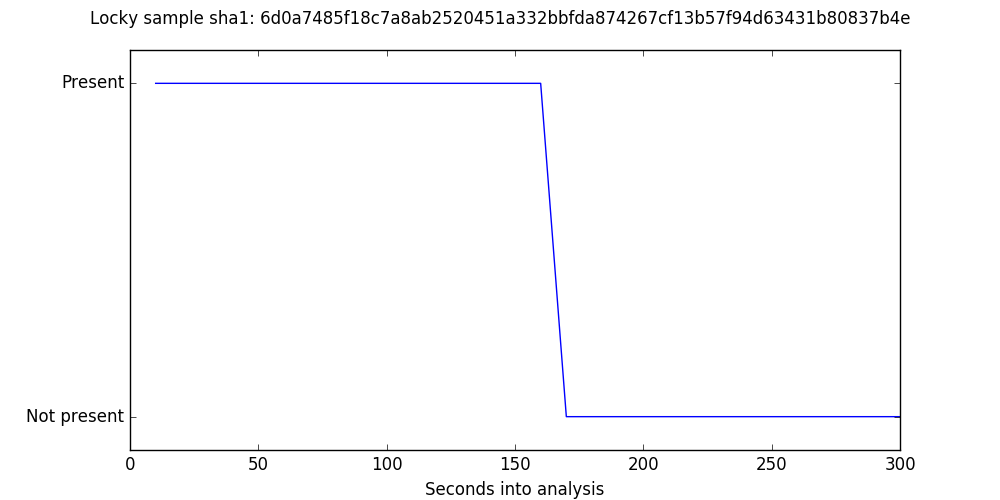 Locky sample sha1: 6d0a7485f18c7a8ab2520451a332bbfda874267cf13b57f94d63431b80837b4e
Present
Not present
0 50 100 150 200 250 300
Seconds into analysis